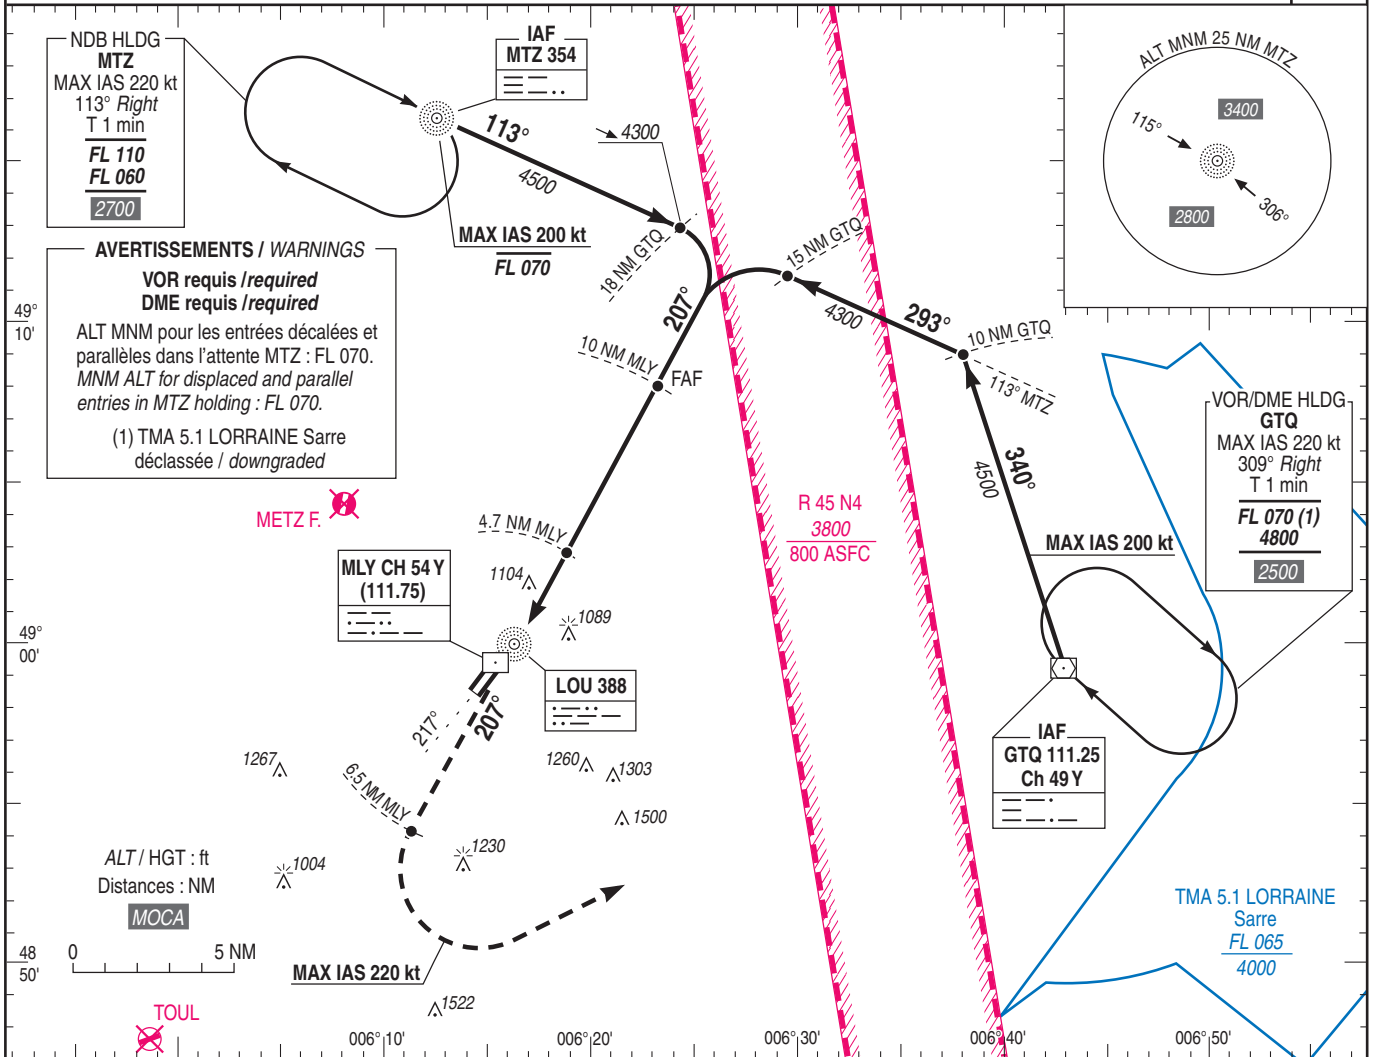 NDB HLDG
MTZ
MAX IAS 220 kt
113° Right
T 1 min
FL 110
FL 060
2700
IAF
MTZ 354
113°
4500
4300
MAX IAS 200 kt
FL 070
18 NM GTQ
15 NM GTQ
4300
293°
10 NM GTQ
113° MTZ
207°
10 NM MLY
FAF
ALT MNM 25 NM MTZ
3400
115°
306°
2800
AVERTISSEMENTS / WARNINGS
VOR requis /required
DME requis /required
ALT MNM pour les entrées décalées et
parallèles dans l'attente MTZ : FL 070.
MNM ALT for displaced and parallel
entries in MTZ holding : FL 070.
(1) TMA 5.1 LORRAINE Sarre
déclassée / downgraded
49°
10'
VOR/DME HLDG
GTQ
MAX IAS 220 kt
309° Right
T 1 min
FL 070 (1)
4800
2500
340°
4500
MAX IAS 200 kt
METZ F.
R 45 N4
3800
800 ASFC
4.7 NM MLY
MLY CH 54 Y
(111.75)
1104
1089
49°
00'
LOU 388
207°
217°
IAF
GTQ 111.25
Ch 49 Y
1267
1260
1303
6.5 NM MLY
1500
1230
1004
ALT / HGT : ft
Distances : NM
MOCA
0 5 NM
48
50'
MAX IAS 220 kt
1522
TOUL
TMA 5.1 LORRAINE
Sarre
FL 065
4000
006° 10'
006° 20'
006° 30'
006° 40'
006° 50'